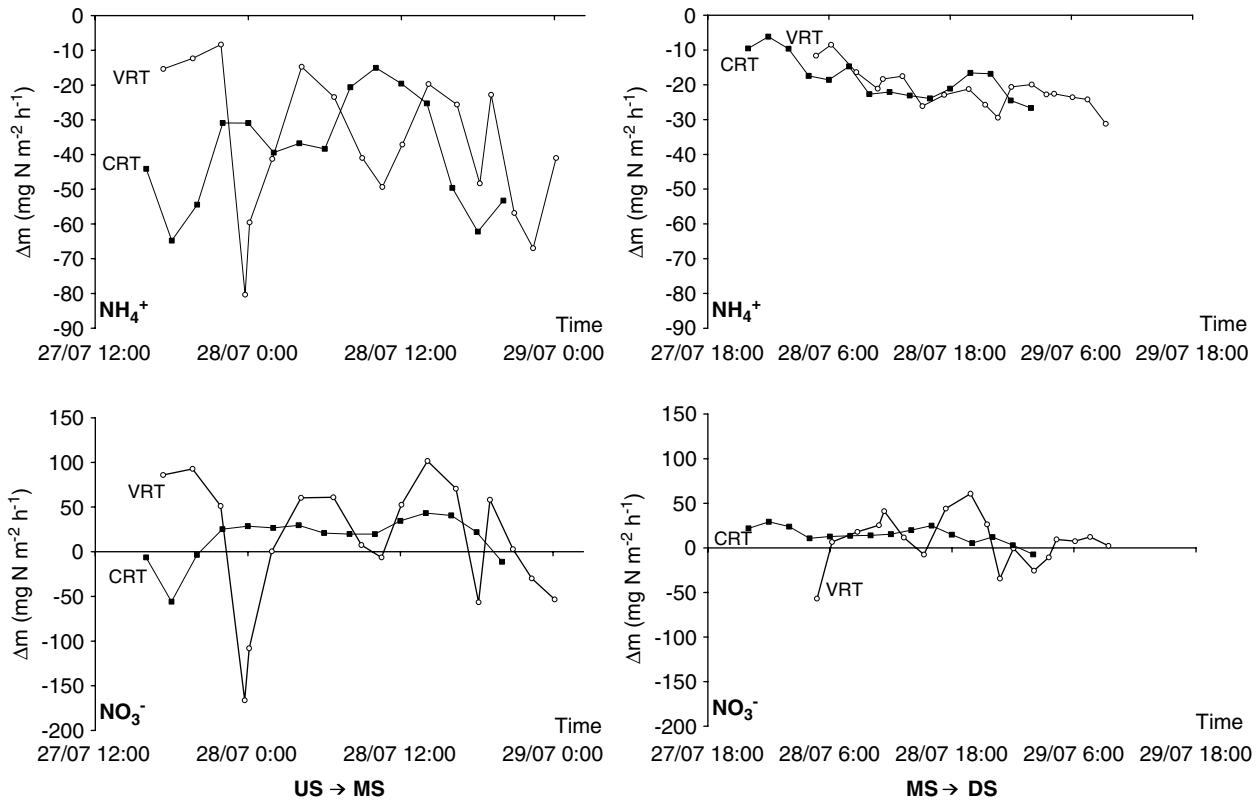 0
-10
-20
-30
-40
-50
-60
-70
-80
-90
Δm (mg N m-2 h-1)
VRT
CRT
NH4+
Time
27/07 12:00 28/07 0:00 28/07 12:00 29/07 0:00
0
-10
-20
-30
-40
-50
-60
-70
-80
-90
Δm (mg N m-2 h-1)
VRT
CRT
NH4+
Time
27/07 18:00 28/07 6:00 28/07 18:00 29/07 6:00 29/07 18:00
150
100
50
0
-50
-100
-150
-200
Δm (mg N m-2 h-1)
VRT
CRT
NO3-
Time
27/07 12:00 28/07 0:00 28/07 12:00 29/07 0:00
US → MS
150
100
50
0
-50
-100
-150
-200
Δm (mg N m-2 h-1)
CRT
VRT
NO3-
Time
27/07 18:00 28/07 6:00 28/07 18:00 29/07 6:00 29/07 18:00
MS → DS